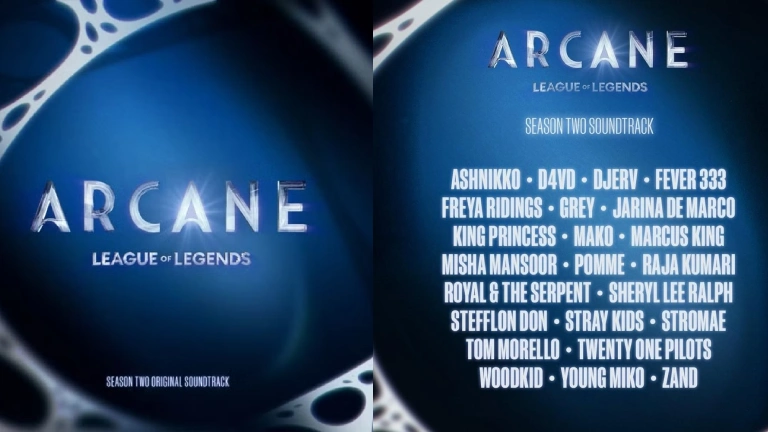 ARCANE
LEAGUE OF LEGENDS
SEASON TWO ORIGINAL SOUNDTRACK
ARCANE
LEAGUE OF LEGENDS
SEASON TWO SOUNDTRACK
ASHNIKKO • D4VD • DJERV • FEVER 333
FREYA RIDINGS • GREY • JARINA DE MARCO
KING PRINCESS • MAKO • MARCUS KING
MISHA MANSOOR • POMME • RAJA KUMARI
ROYAL & THE SERPENT • SHERYL LEE RALPH
STEFFLON DON • STRAY KIDS • STROMAE
TOM MORELLO • TWENTY ONE PILOTS
WOODKID • YOUNG MIKO • ZAND